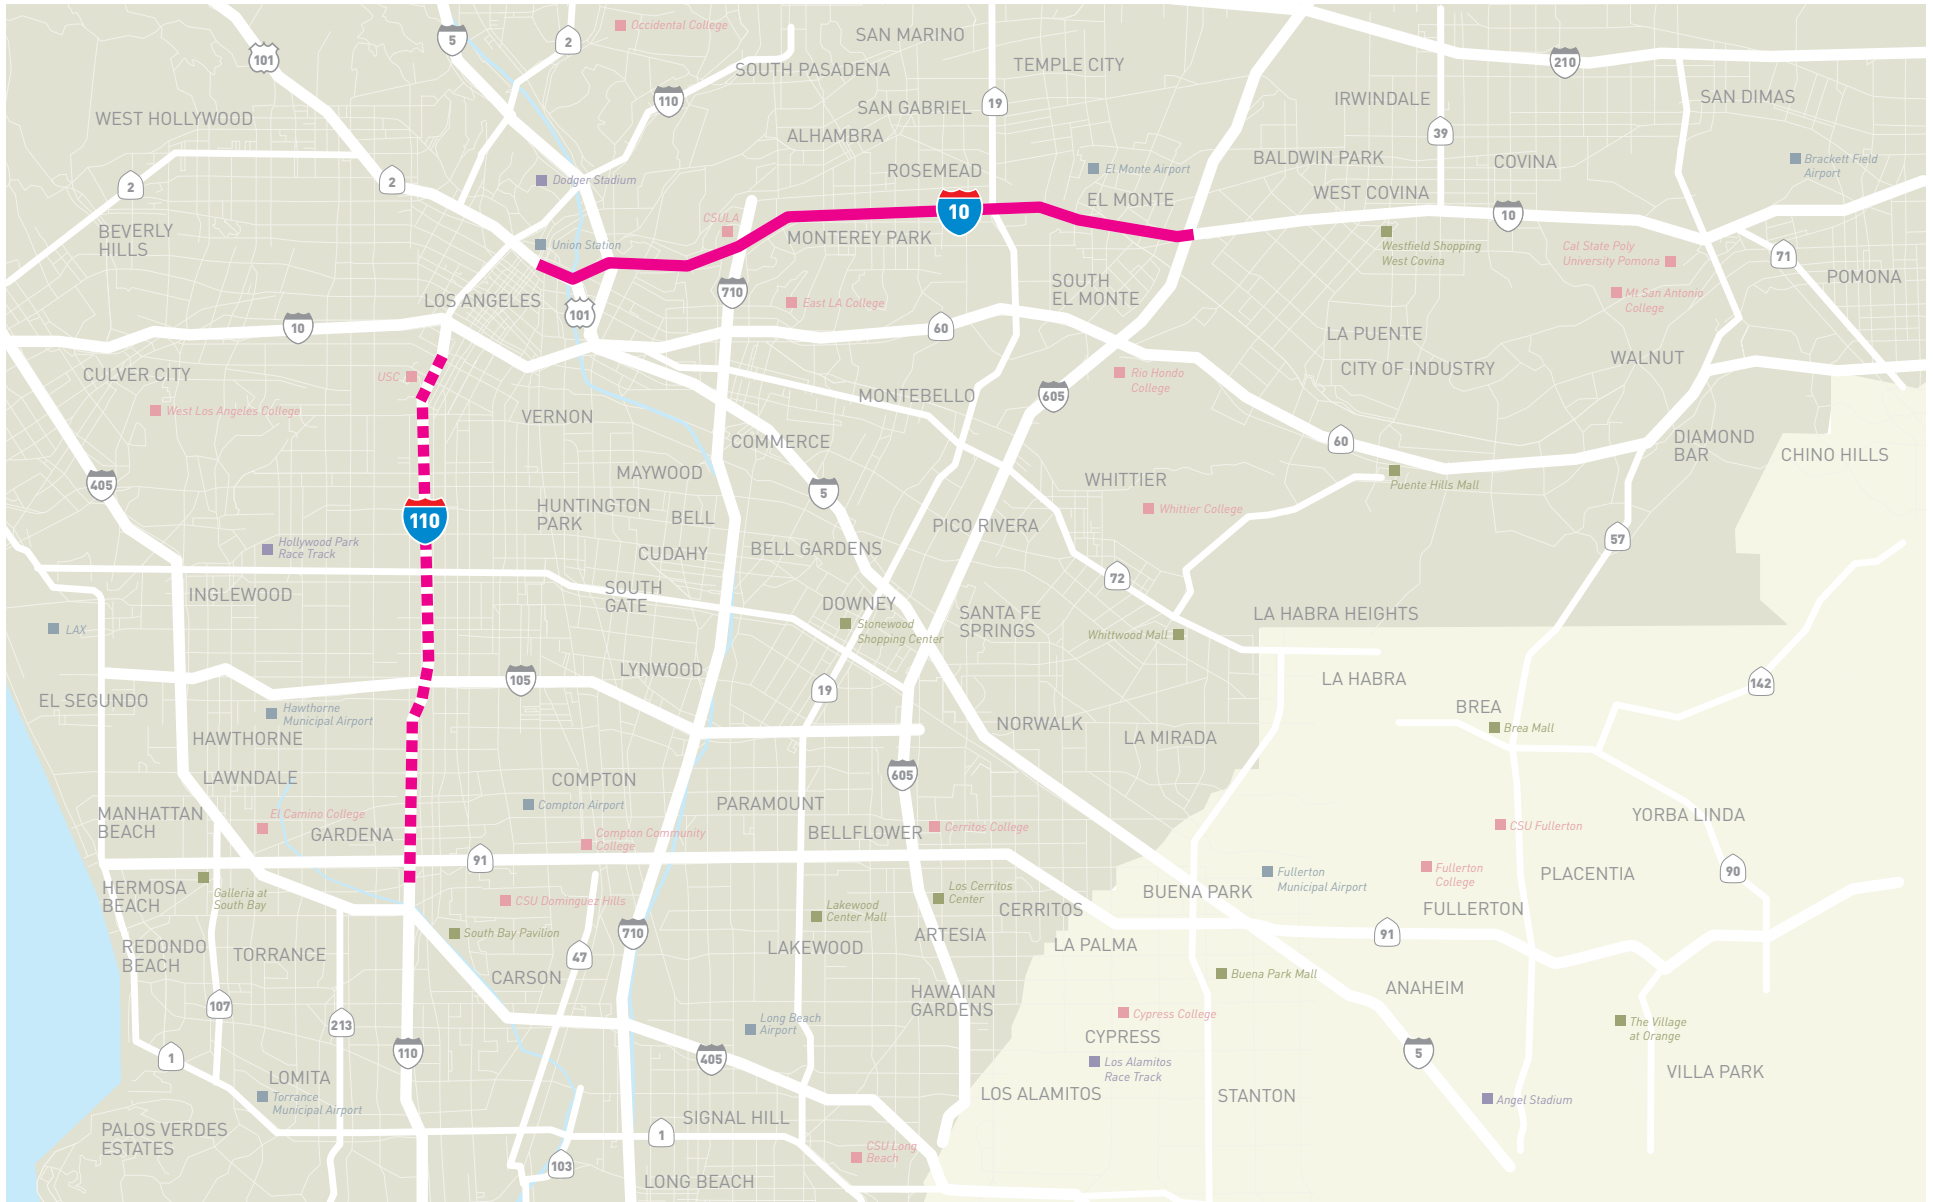 Occidental College
5
2
101
SAN MARINO
SOUTH PASADENA
TEMPLE CITY
210
110
19
SAN GABRIEL
IRWINDALE
SAN DIMAS
WEST HOLLYWOOD
ALHAMBRA
39
BALDWIN PARK
COVINA
Brackett Field
Airport
ROSEMEAD
El Monte Airport
2
2
Dodger Stadium
WEST COVINA
EL MONTE
10
10
CSULA
BEVERLY
HILLS
Union Station
MONTEREY PARK
Westfield Shopping
West Covina
Cal State Poly
University Pomona
71
POMONA
SOUTH
EL MONTE
710
LOS ANGELES
East LA College
Mt San Antonio
College
101
10
60
LA PUENTE
WALNUT
CITY OF INDUSTRY
CULVER CITY
USC
Rio Hondo
College
605
MONTEBELLO
West Los Angeles College
VERNON
COMMERCE
60
DIAMOND
BAR
CHINO HILLS
MAYWOOD
WHITTIER
Puente Hills Mall
405
5
HUNTINGTON
PARK
BELL
Whittier College
110
PICO RIVERA
57
Hollywood Park
Race Track
CUDAHY
BELL GARDENS
72
INGLEWOOD
SOUTH
GATE
DOWNEY
SANTA FE
SPRINGS
LA HABRA HEIGHTS
LAX
Stonewood
Shopping Center
Whittwood Mall
LYNWOOD
105
19
LA HABRA
142
EL SEGUNDO
Hawthorne
Municipal Airport
NORWALK
BREA
Brea Mall
HAWTHORNE
LA MIRADA
LAWNDALE
COMPTON
605
Compton Airport
PARAMOUNT
MANHATTAN
BEACH
El Camino College
GARDENA
Compton Community
College
BELLFLOWER
Cerritos College
CSU Fullerton
YORBA LINDA
91
Fullerton
Municipal Airport
Fullerton
College
PLACENTIA
90
HERMOSA
BEACH
Galleria at
South Bay
CSU Dominguez Hills
Los Cerritos
Center
BUENA PARK
Lakewood
Center Mall
CERRITOS
FULLERTON
South Bay Pavilion
710
ARTESIA
91
REDONDO
BEACH
TORRANCE
LAKEWOOD
LA PALMA
47
CARSON
Buena Park Mall
ANAHEIM
107
HAWAIIAN
GARDENS
213
Long Beach
Airport
Cypress College
The Village
at Orange
1
110
405
CYPRESS
Los Alamitos
Race Track
5
LOMITA
VILLA PARK
Torrance
Municipal Airport
LOS ALAMITOS
STANTON
Angel Stadium
PALOS VERDES
ESTATES
SIGNAL HILL
1
103
CSU Long
Beach
LONG BEACH